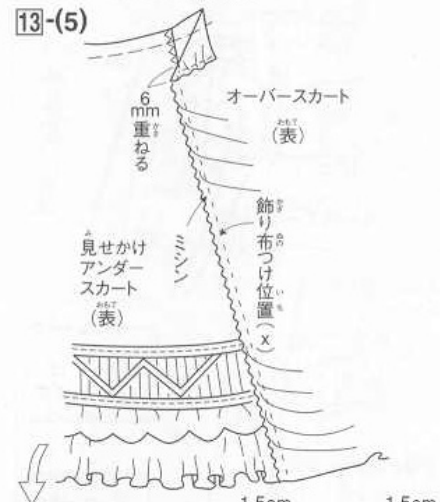 13-(5)
6
mm
重ねる
オーバースカート
(表)
飾り布つけ位置(x)
ミシン
見せかけ
アンダー
スカート
(表)
1.5cm
1.5cm